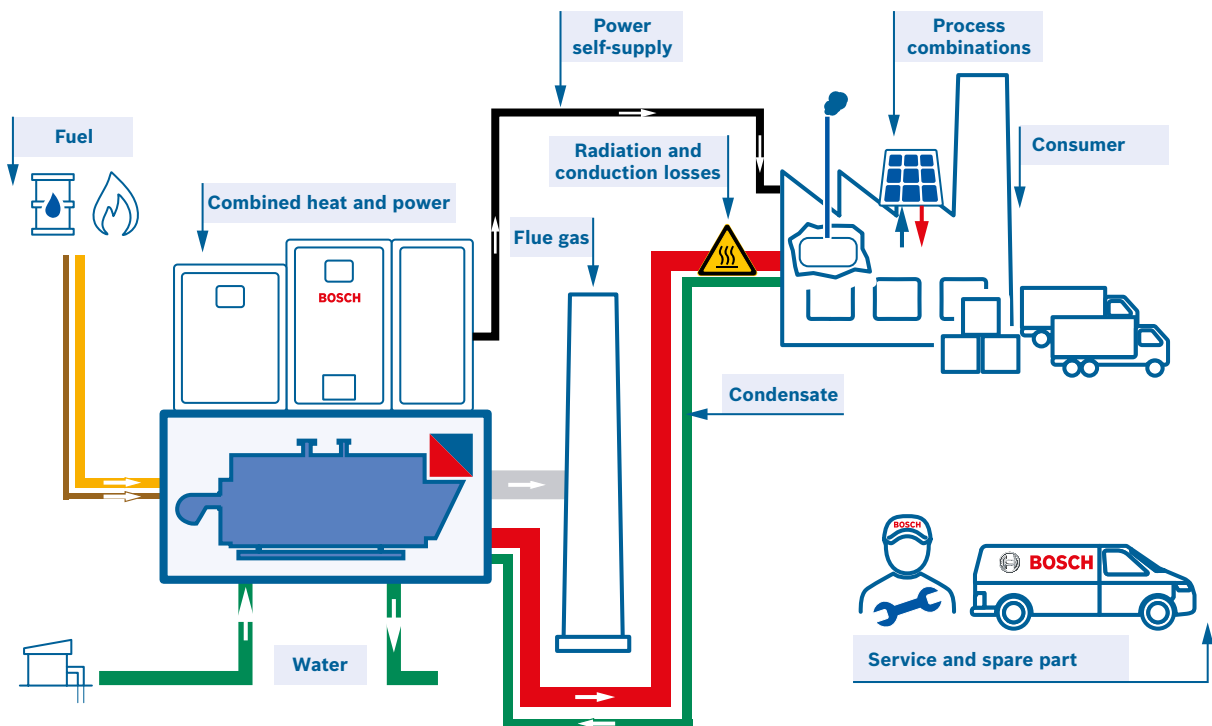 Power
self-supply
Process
combinations
Fuel
Radiation and
conduction losses
Consumer
Combined heat and power
Flue gas
BOSCH
Condensate
BOSCH
BOSCH
Water
Service and spare part